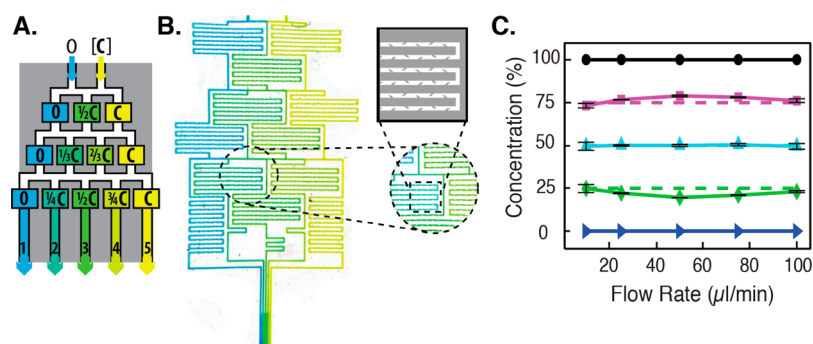 A.
0 [C]
0 ½C C
0 ⅓C ⅔C C
0 ¼C ½C ¾C C
1 2 3 4 5
B.
C.
Concentration (%)
100
75
50
25
0
20 40 60 80 100
Flow Rate (µl/min)